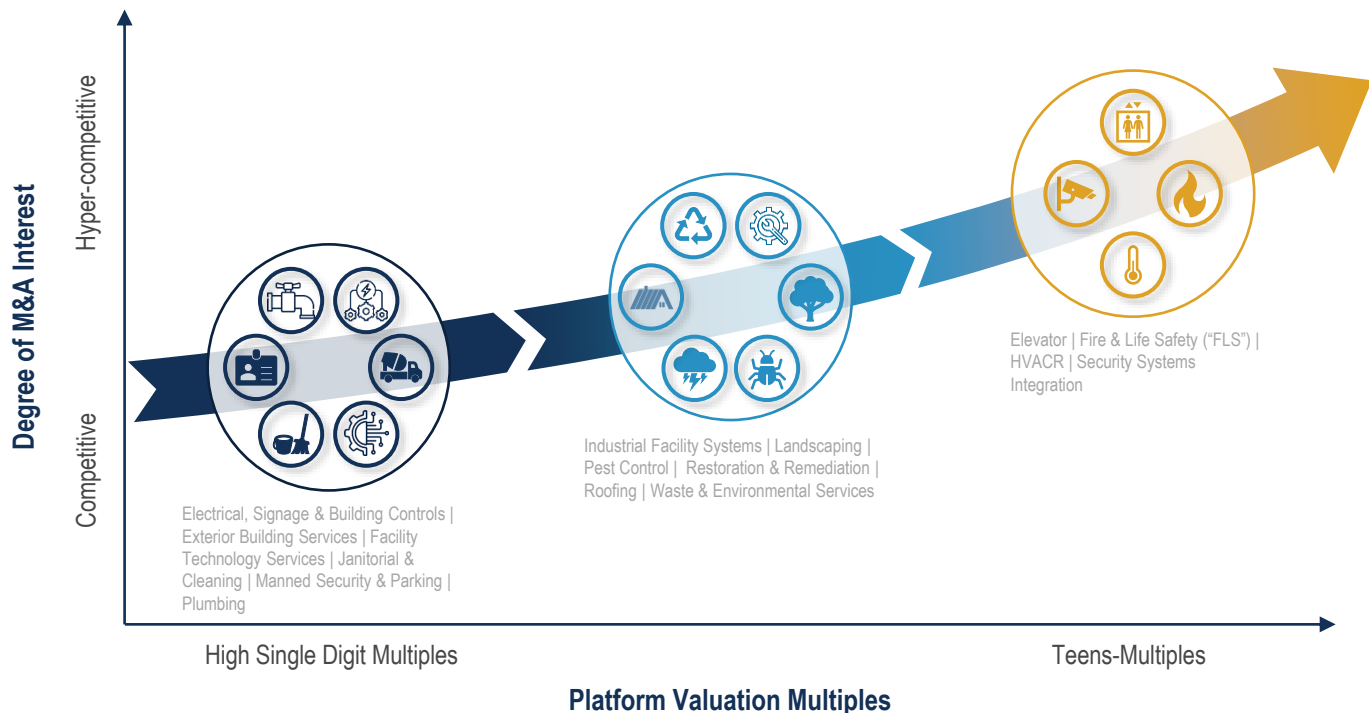 Degree of M&A Interest
Hyper-competitive
Competitive
Electrical, Signage & Building Controls |
Exterior Building Services | Facility
Technology Services | Janitorial &
Cleaning | Manned Security & Parking |
Plumbing
Industrial Facility Systems | Landscaping |
Pest Control | Restoration & Remediation |
Roofing | Waste & Environmental Services
Elevator | Fire & Life Safety (“FLS”) |
HVACR | Security Systems
Integration
High Single Digit Multiples
Teens-Multiples
Platform Valuation Multiples